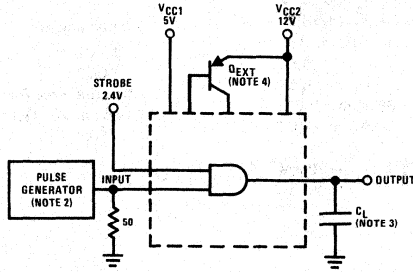 VCC1
5V
VCC2
12V
QEXT
(NOTE 4)
STROBE
2.4V
PULSE
GENERATOR
(NOTE 2)
INPUT
50
OUTPUT
CL
(NOTE 3)